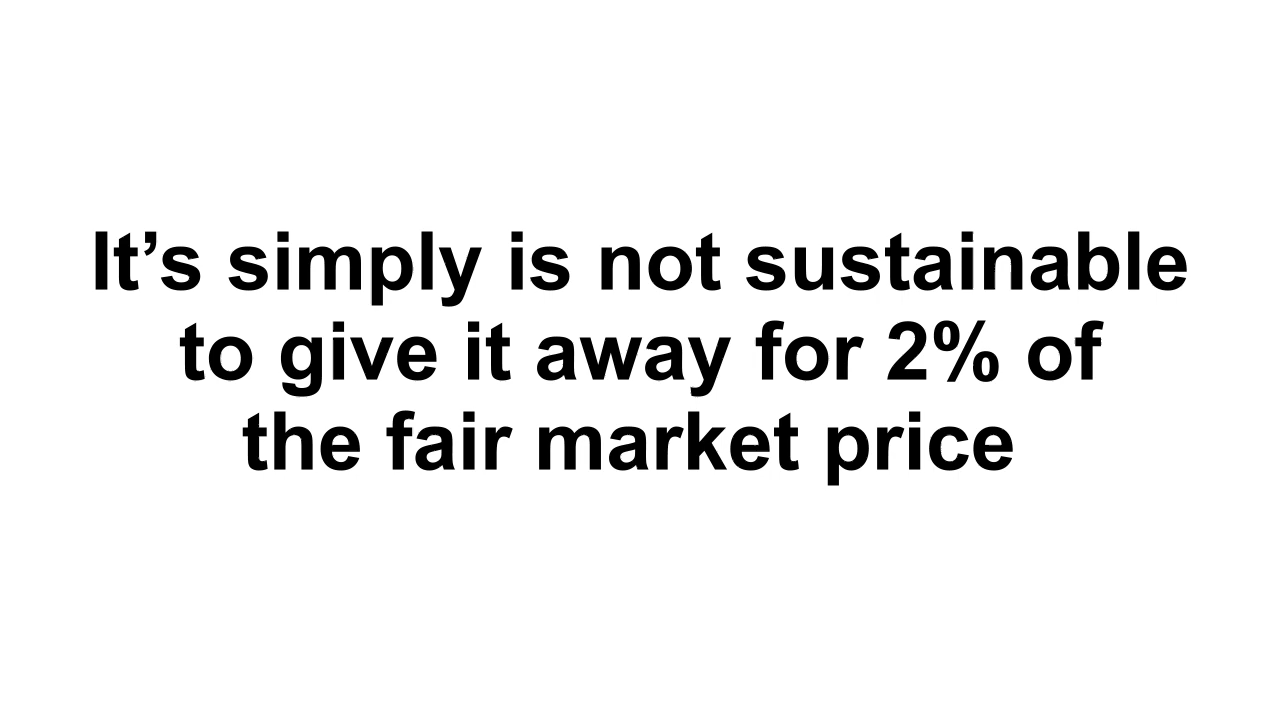 It’s simply is not sustainable
to give it away for 2% of
the fair market price